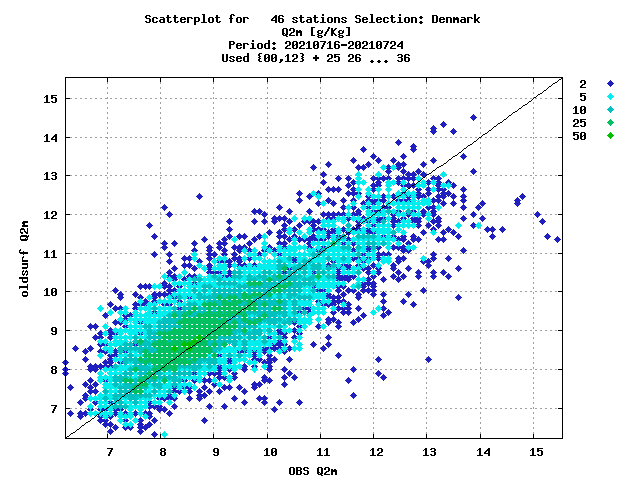 Scatterplot for 46 stations Selection: Denmark
Q2m [g/Kg]
Period: 20210716-20210724
Used {00,12} + 25 26 ... 36
2
5
10
25
50
15
14
13
12
11
10
9
8
7
oldsurf Q2m
7 8 9 10 11 12 13 14 15
OBS Q2m